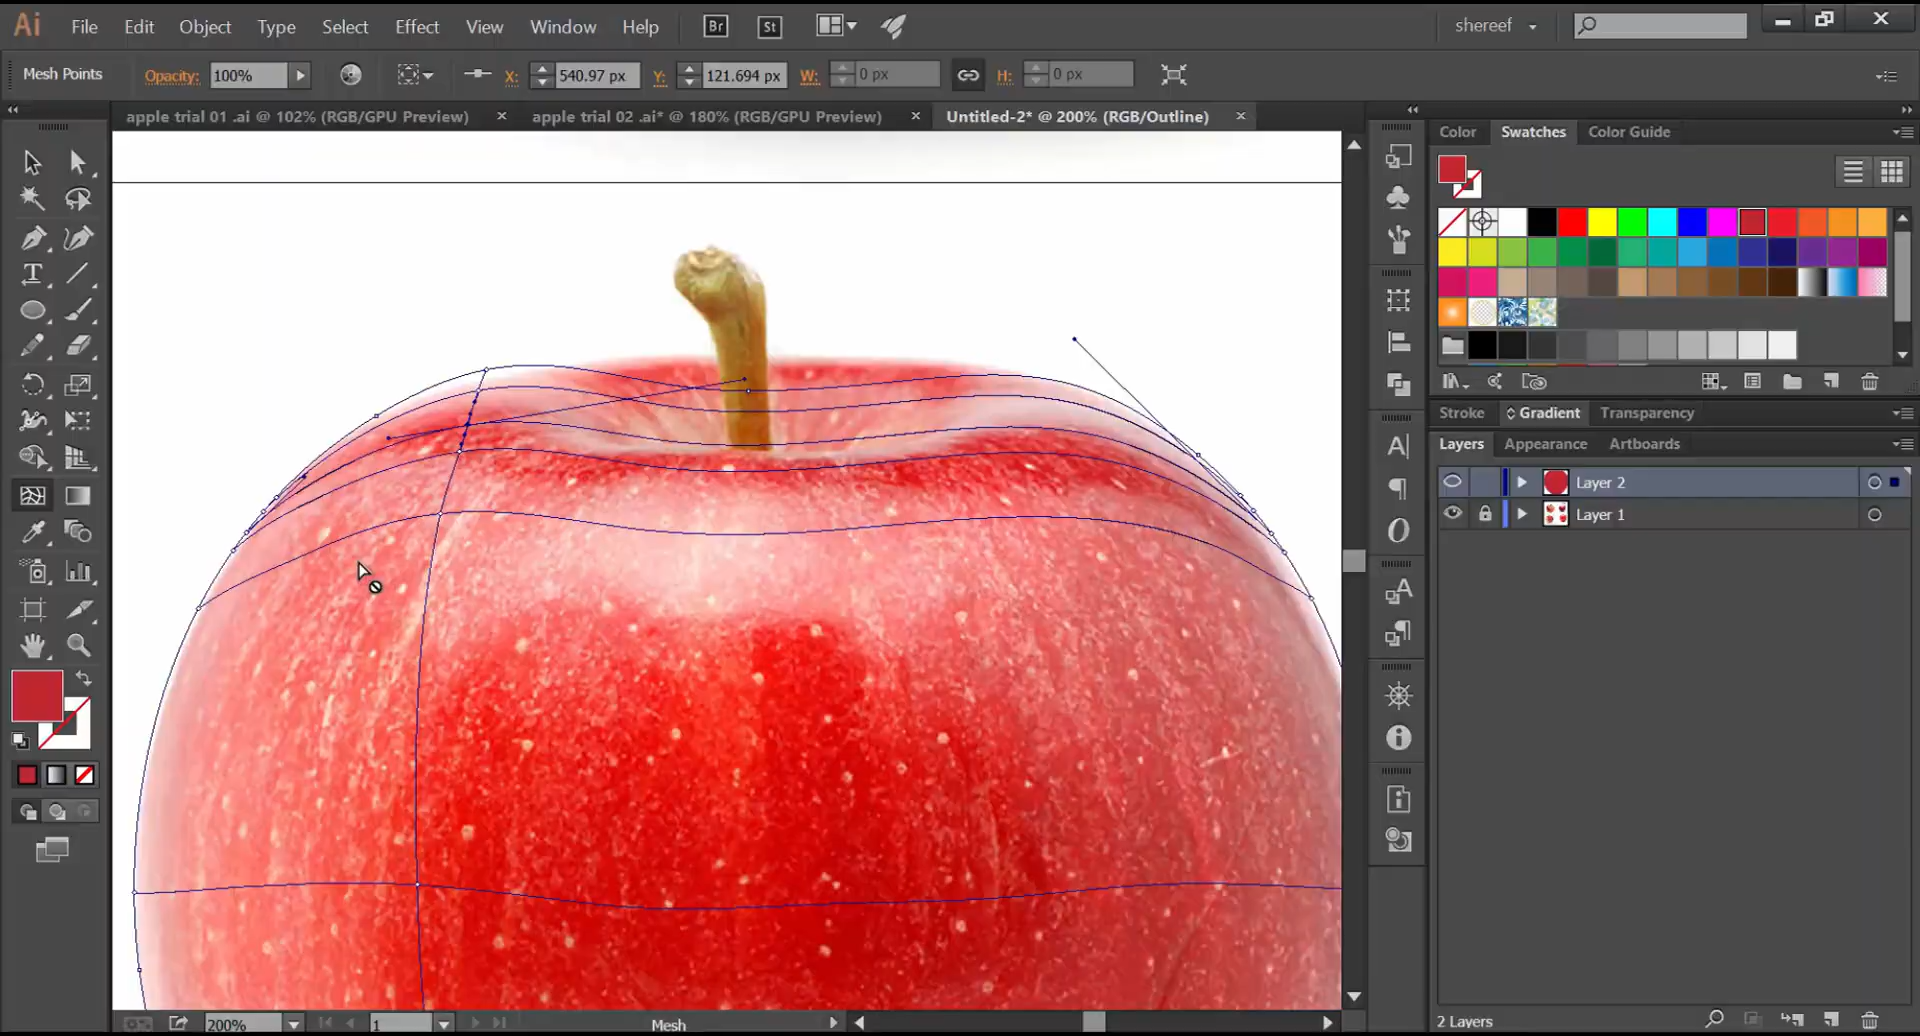 Ai File Edit Object Type Select Effect View Window Help Br St shereef
Mesh Points Opacity: 100% X: 540.97 px Y: 121.694 px W: 0 px H: 0 px
apple trial 01 .ai @ 102% (RGB/GPU Preview) apple trial 02 .ai* @ 180% (RGB/GPU Preview) Untitled-2* @ 200% (RGB/Outline)
Color Swatches Color Guide
Stroke Gradient Transparency
Layers Appearance Artboards
Layer 2
Layer 1
200% 1 Mesh
2 Layers